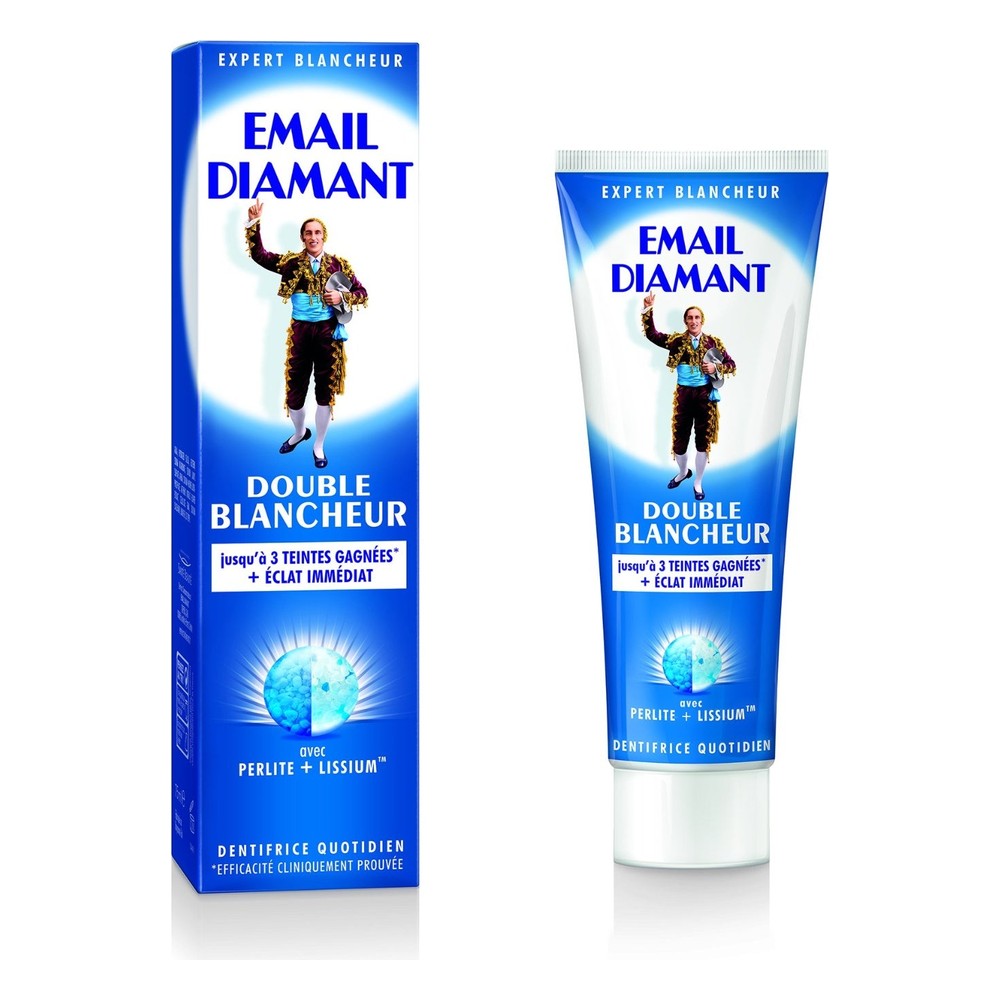 EXPERT BLANCHEUR
EMAIL
DIAMANT
DOUBLE
BLANCHEUR
jusqu'à 3 TEINTES GAGNÉES*
+ ÉCLAT IMMÉDIAT
avec
PERLITE + LISSIUM™
DENTIFRICE QUOTIDIEN
*EFFICACITÉ CLINIQUEMENT PROUVÉE
EXPERT BLANCHEUR
EMAIL
DIAMANT
DOUBLE
BLANCHEUR
jusqu'à 3 TEINTES GAGNÉES*
+ ÉCLAT IMMÉDIAT
avec
PERLITE + LISSIUM™
DENTIFRICE QUOTIDIEN